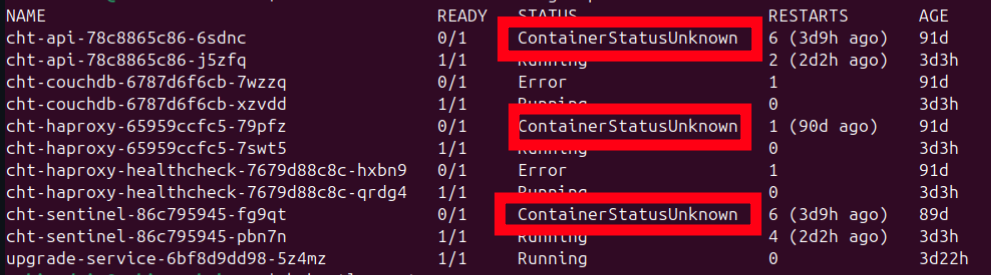 NAME READY STATUS RESTARTS AGE
cht-api-78c8865c86-6sdnc 0/1 ContainerStatusUnknown 6 (3d9h ago) 91d
cht-api-78c8865c86-j5zfq 1/1 Running 2 (2d2h ago) 3d3h
cht-couchdb-6787d6f6cb-7wzzq 0/1 Error 1 91d
cht-couchdb-6787d6f6cb-xzvdd 1/1 Running 0 3d3h
cht-haproxy-65959ccfc5-79pfz 0/1 ContainerStatusUnknown 1 (90d ago) 91d
cht-haproxy-65959ccfc5-7swt5 1/1 Running 0 3d3h
cht-haproxy-healthcheck-7679d88c8c-hxbn9 0/1 Error 1 91d
cht-haproxy-healthcheck-7679d88c8c-qrdg4 1/1 Running 0 3d3h
cht-sentinel-86c795945-fg9qt 0/1 ContainerStatusUnknown 6 (3d9h ago) 89d
cht-sentinel-86c795945-pbn7n 1/1 Running 4 (2d2h ago) 3d3h
upgrade-service-6bf8d9dd98-5z4mz 1/1 Running 0 3d22h